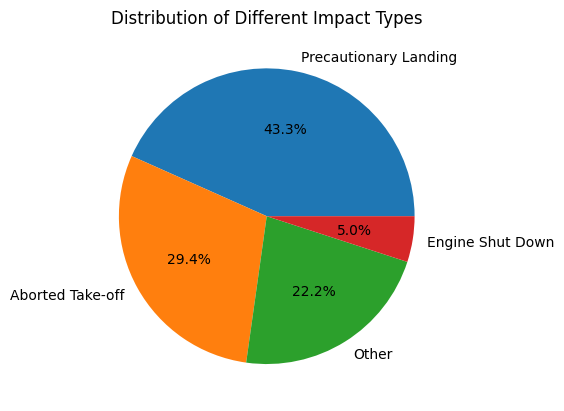 Distribution of Different Impact Types
Precautionary Landing
43.3%
5.0%
Engine Shut Down
29.4%
Aborted Take-off
22.2%
Other